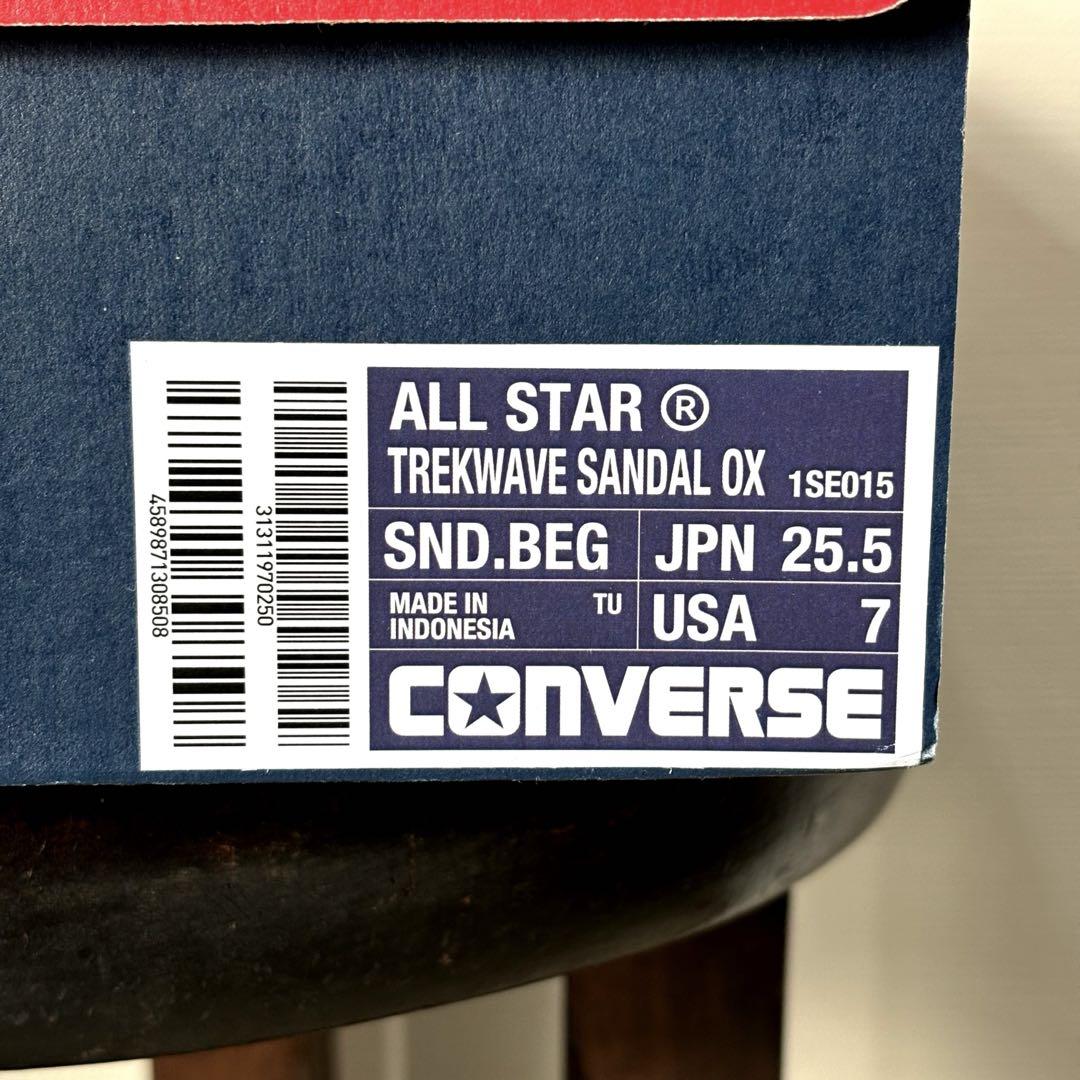 ALL STAR ®
TREKWAVE SANDAL OX 1SE015
SND.BEG JPN 25.5
MADE IN INDONESIA TU USA 7
CONVERSE
4589871308508
31311970250